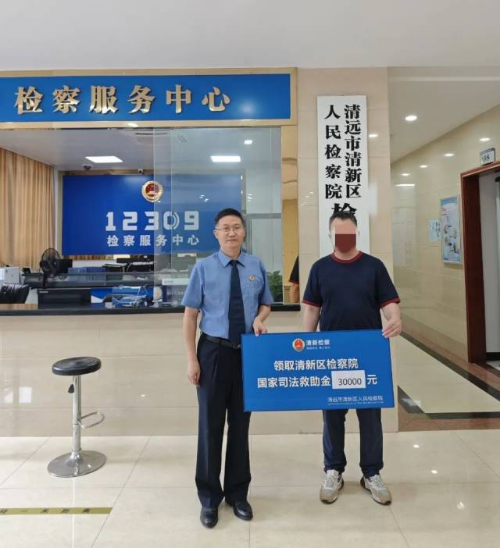 检察服务中心
清远市清新区
人民检察院
12309
检察服务中心
清新检察
领取清新区检察院
国家司法救助金 30000 元
清远市清新区人民检察院